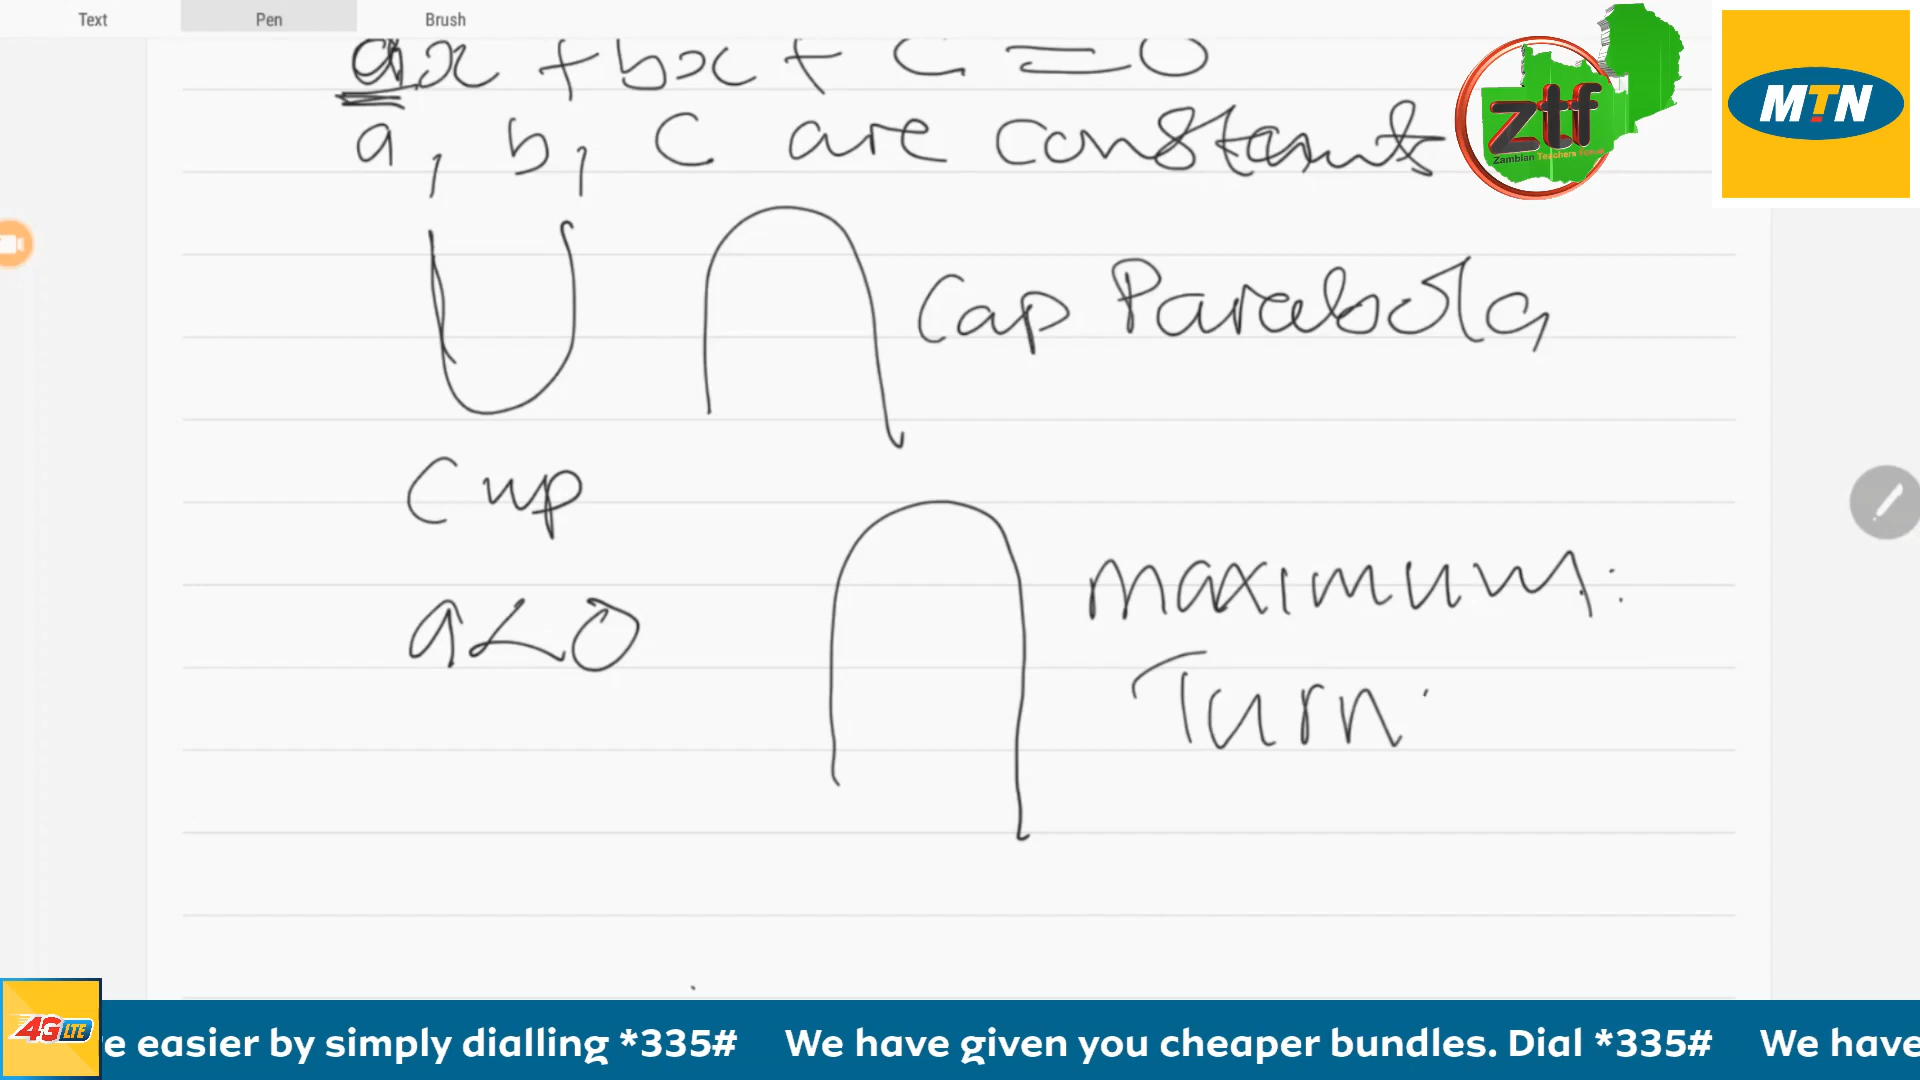 Text Pen Brush
ax + bx + c = 0
a, b, c are constants
ztf
Zambian Teachers Forum
MTN
Cap Parabola
Cup
a<0
maximum:
Turn.
4G LTE
e easier by simply dialling *335# We have given you cheaper bundles. Dial *335# We have